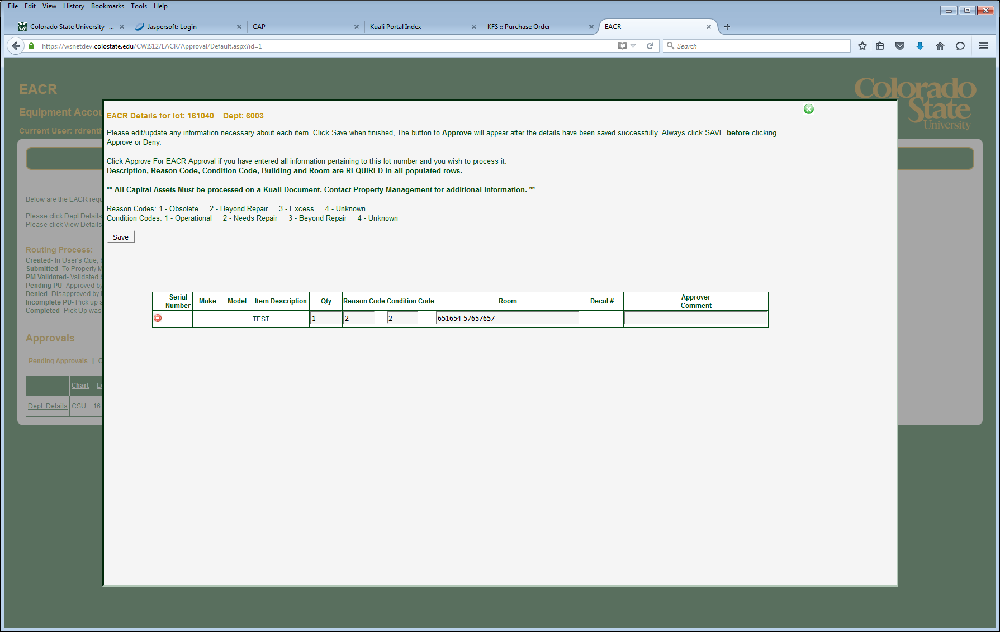 File Edit View History Bookmarks Tools Help
Colorado State University -... Jaspersoft: Login CAP Kuali Portal Index KFS :: Purchase Order EACR
https://wsnetdev.colostate.edu/CWIS12/EACR/Approval/Default.aspx?id=1 Search
EACR
Colorado
State
University
Equipment Accou
Current User: rdrenth
EACR Details for lot: 161040 Dept: 6003
Please edit/update any information necessary about each item. Click Save when finished, The button to Approve will appear after the details have been saved successfully. Always click SAVE before clicking
Approve or Deny.
Click Approve For EACR Approval if you have entered all information pertaining to this lot number and you wish to process it.
Description, Reason Code, Condition Code, Building and Room are REQUIRED in all populated rows.
** All Capital Assets Must be processed on a Kuali Document. Contact Property Management for additional information. **
Reason Codes: 1 - Obsolete 2 - Beyond Repair 3 - Excess 4 - Unknown
Condition Codes: 1 - Operational 2 - Needs Repair 3 - Beyond Repair 4 - Unknown
Save
Serial Number Make Model Item Description Qty Reason Code Condition Code Room Decal # Approver Comment
TEST 1 2 2 651654 57657657
Below are the EACR requ
Please click Dept Details
Please click View Details
Routing Process:
Created- In User's Que, b
Submitted- To Property M
PM Validated- Validated b
Pending PU- Approved by
Denied- Disapproved by D
Incomplete PU- Pick up a
Completed- Pick Up was
Approvals
Pending Approvals | C
Chart Lo
Dept. Details CSU 161